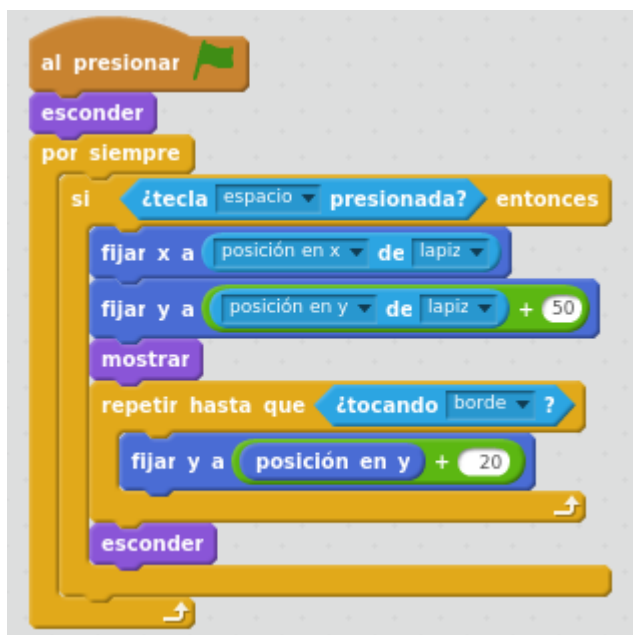 al presionar
esconder
por siempre
si ¿tecla espacio presionada? entonces
fijar x a posición en x de lapiz
fijar y a posición en y de lapiz + 50
mostrar
repetir hasta que ¿tocando borde ?
fijar y a posición en y + 20
esconder